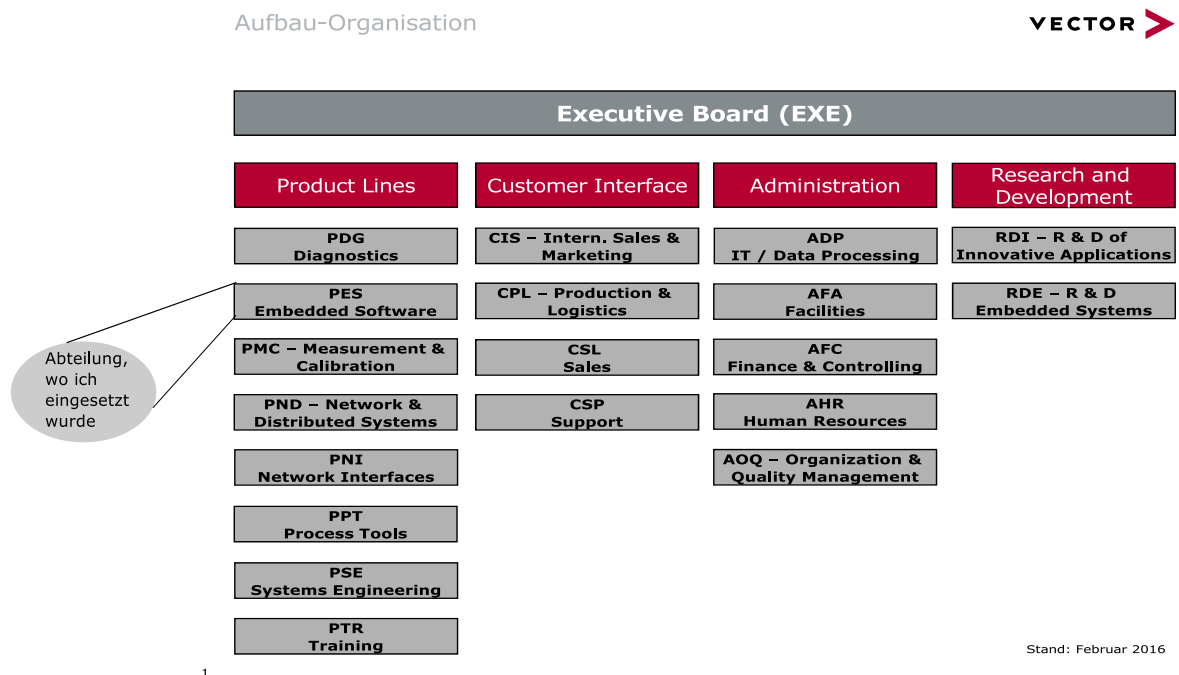 Aufbau-Organisation
VECTOR
Executive Board (EXE)
Product Lines
PDG
Diagnostics
PES
Embedded Software
PMC – Measurement &
Calibration
PND – Network &
Distributed Systems
PNI
Network Interfaces
PPT
Process Tools
PSE
Systems Engineering
PTR
Training
Customer Interface
CIS – Intern. Sales &
Marketing
CPL – Production &
Logistics
CSL
Sales
CSP
Support
Administration
ADP
IT / Data Processing
AFA
Facilities
AFC
Finance & Controlling
AHR
Human Resources
AOQ – Organization &
Quality Management
Research and
Development
RDI – R & D of
Innovative Applications
RDE – R & D
Embedded Systems
Abteilung,
wo ich
eingesetzt
wurde
Stand: Februar 2016
1